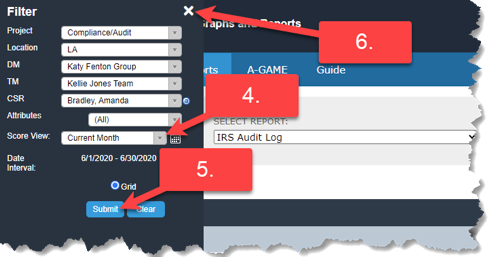 Filter
6.
Graphs and Reports
Project Compliance/Audit
Location LA
DM Katy Fenton Group
A-GAME Guide
TM Kellie Jones Team
CSR Bradley, Amanda
4.
Attributes (All)
SELECT REPORT:
Score View: Current Month
IRS Audit Log
Date Interval: 6/1/2020 - 6/30/2020
5.
Grid
Submit Clear